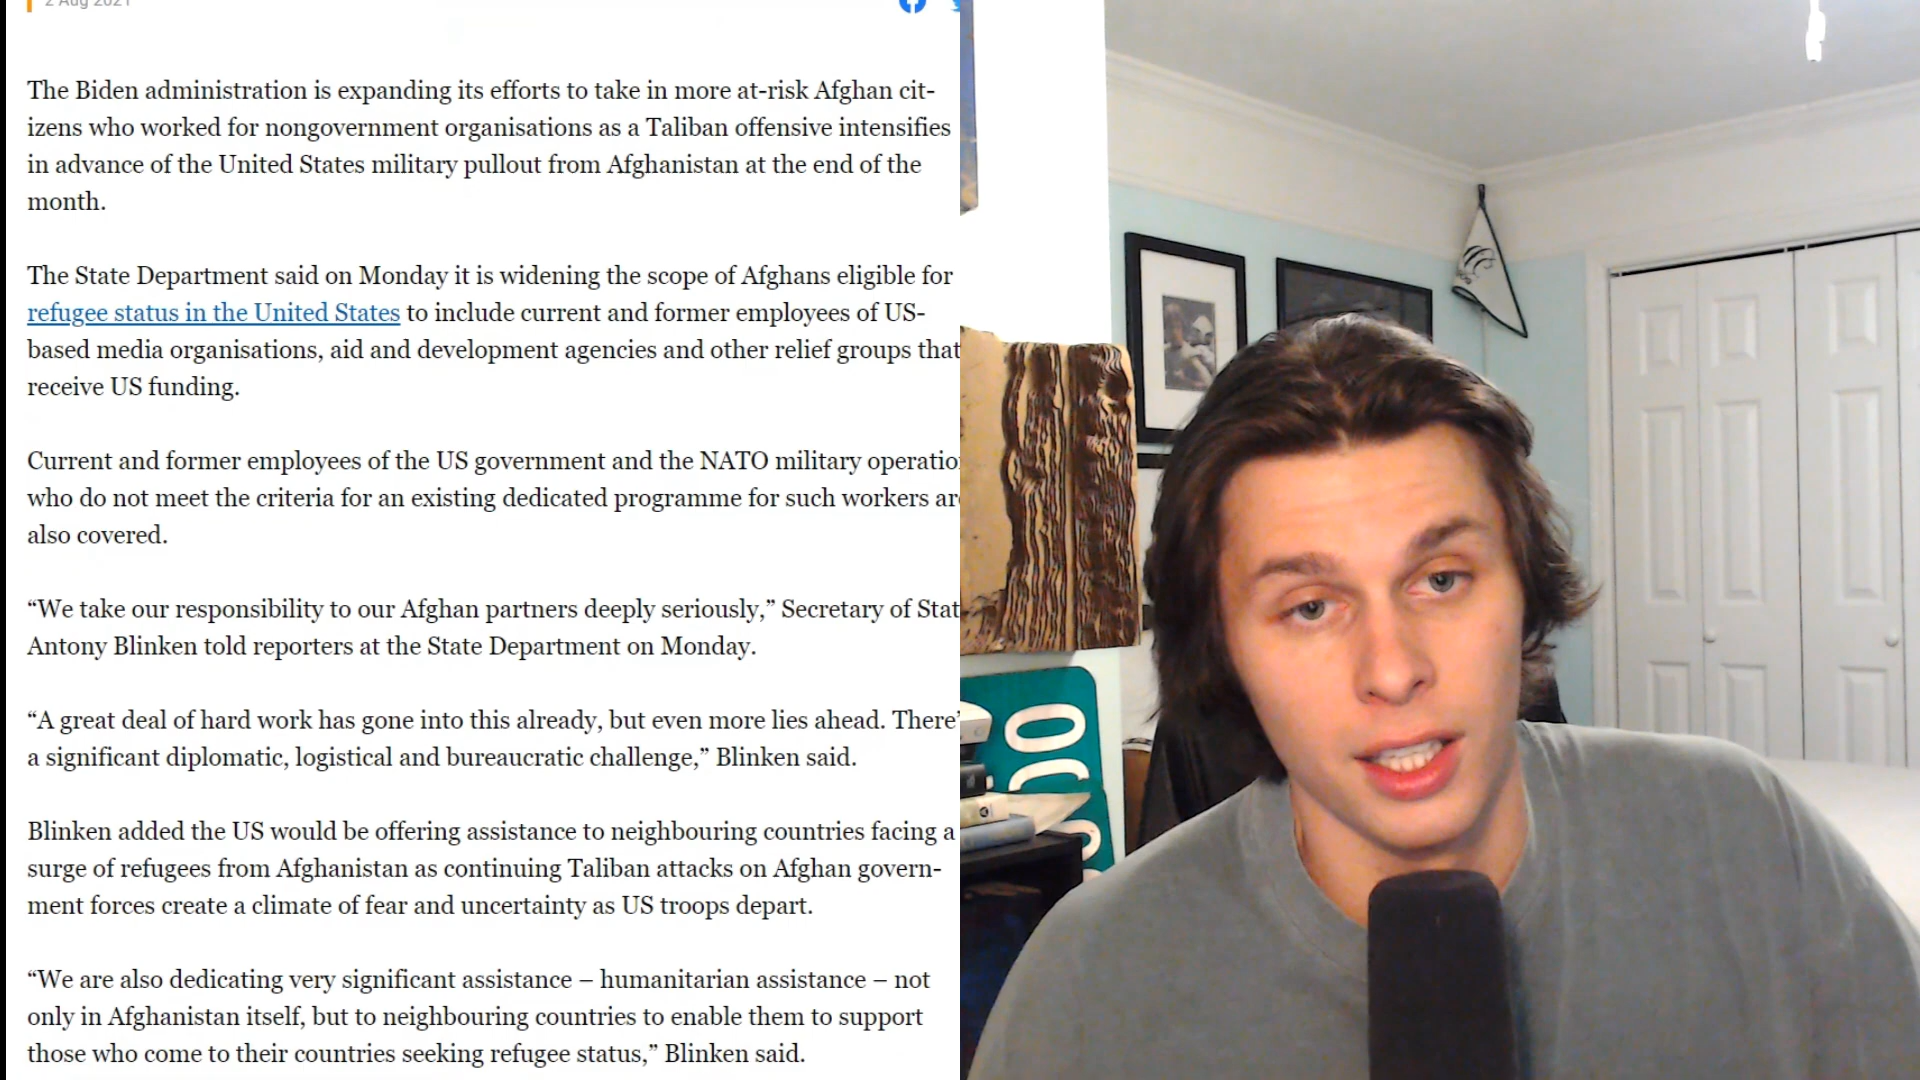 2 Aug 2021
The Biden administration is expanding its efforts to take in more at-risk Afghan cit-
izens who worked for nongovernment organisations as a Taliban offensive intensifies
in advance of the United States military pullout from Afghanistan at the end of the
month.
The State Department said on Monday it is widening the scope of Afghans eligible for
refugee status in the United States to include current and former employees of US-
based media organisations, aid and development agencies and other relief groups that
receive US funding.
Current and former employees of the US government and the NATO military operatio
who do not meet the criteria for an existing dedicated programme for such workers are
also covered.
“We take our responsibility to our Afghan partners deeply seriously,” Secretary of Stat
Antony Blinken told reporters at the State Department on Monday.
“A great deal of hard work has gone into this already, but even more lies ahead. There’
a significant diplomatic, logistical and bureaucratic challenge,” Blinken said.
Blinken added the US would be offering assistance to neighbouring countries facing a
surge of refugees from Afghanistan as continuing Taliban attacks on Afghan govern-
ment forces create a climate of fear and uncertainty as US troops depart.
“We are also dedicating very significant assistance – humanitarian assistance – not
only in Afghanistan itself, but to neighbouring countries to enable them to support
those who come to their countries seeking refugee status,” Blinken said.